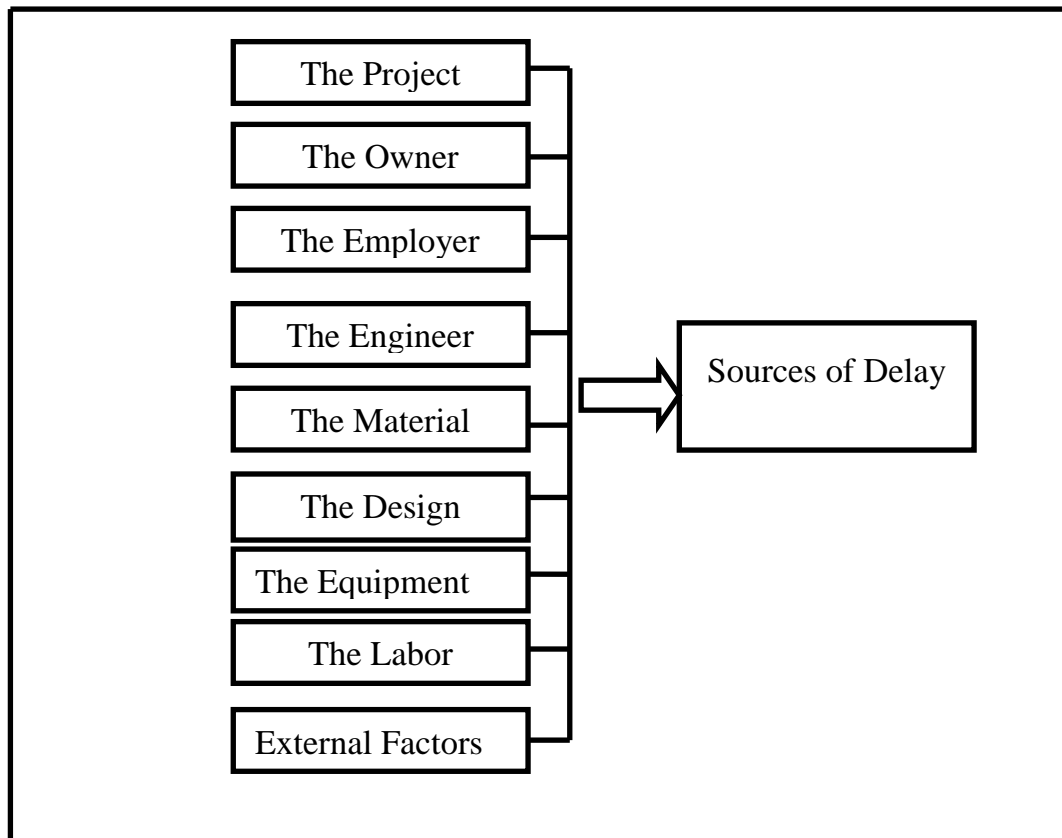 The Project
The Owner
The Employer
The Engineer
The Material
The Design
The Equipment
The Labor
External Factors
Sources of Delay